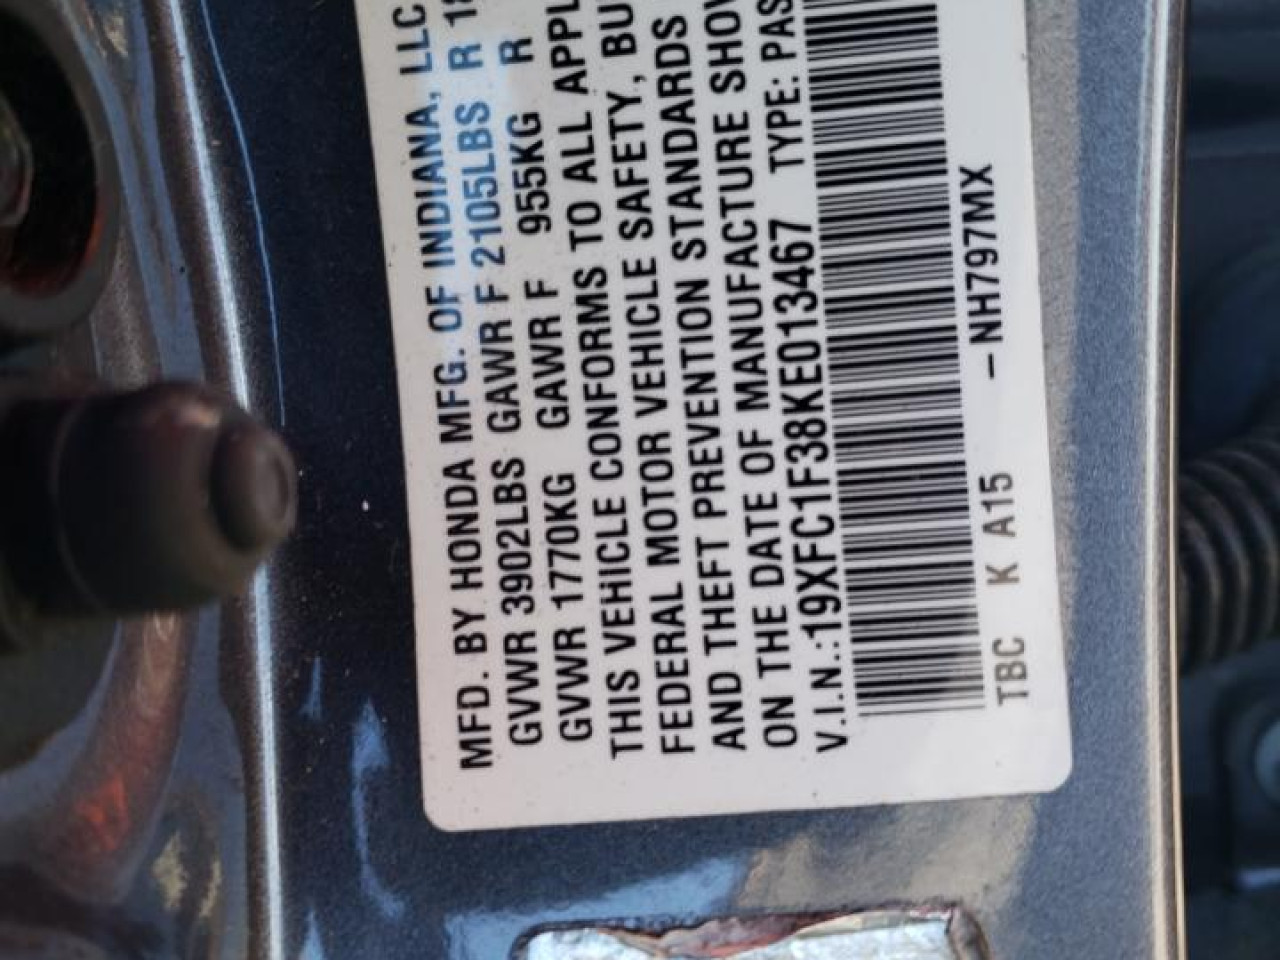 MFD. BY HONDA MFG. OF INDIANA, LLC
GVWR 3902LBS GAWR F 2105LBS R 18
GVWR 1770KG GAWR F 955KG R
THIS VEHICLE CONFORMS TO ALL APPL
FEDERAL MOTOR VEHICLE SAFETY, BU
AND THEFT PREVENTION STANDARDS
ON THE DATE OF MANUFACTURE SHOW
V.I.N.:19XFC1F38KE013467 TYPE: PAS
TBC K A15 –NH797MX